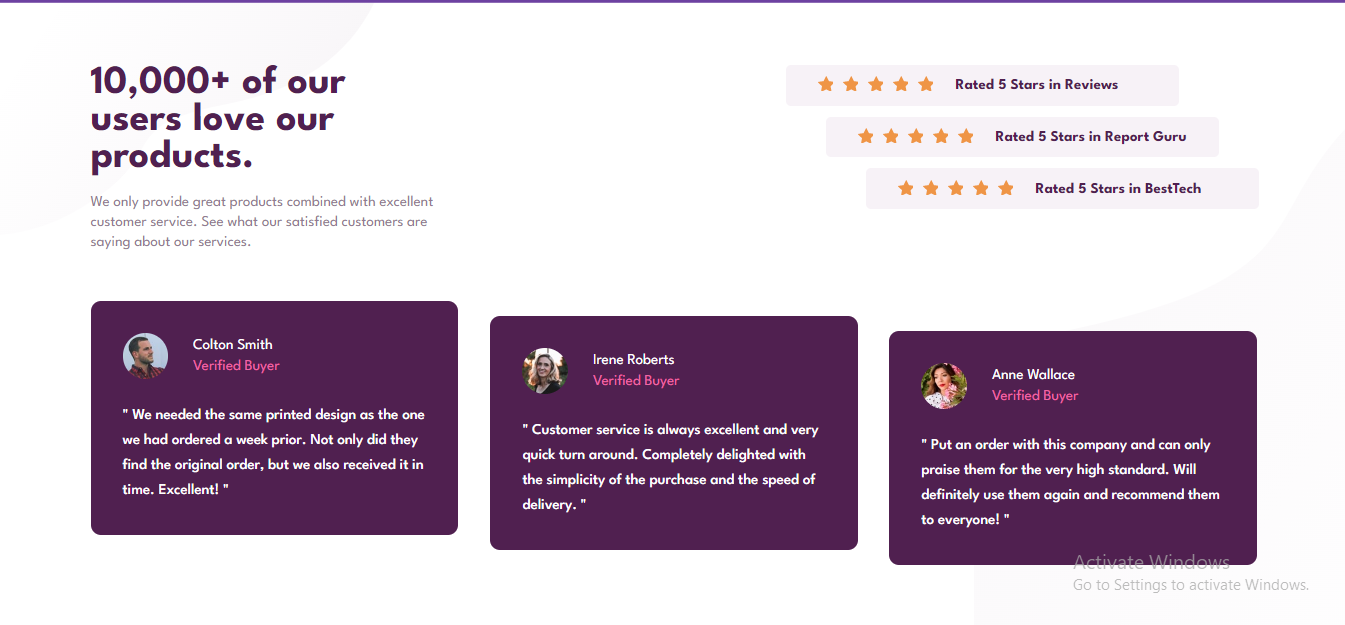 10,000+ of our
users love our
products.
We only provide great products combined with excellent
customer service. See what our satisfied customers are
saying about our services.
Rated 5 Stars in Reviews
Rated 5 Stars in Report Guru
Rated 5 Stars in BestTech
Colton Smith
Verified Buyer
" We needed the same printed design as the one
we had ordered a week prior. Not only did they
find the original order, but we also received it in
time. Excellent! "
Irene Roberts
Verified Buyer
" Customer service is always excellent and very
quick turn around. Completely delighted with
the simplicity of the purchase and the speed of
delivery. "
Anne Wallace
Verified Buyer
" Put an order with this company and can only
praise them for the very high standard. Will
definitely use them again and recommend them
to everyone! "
Activate Windows
Go to Settings to activate Windows.